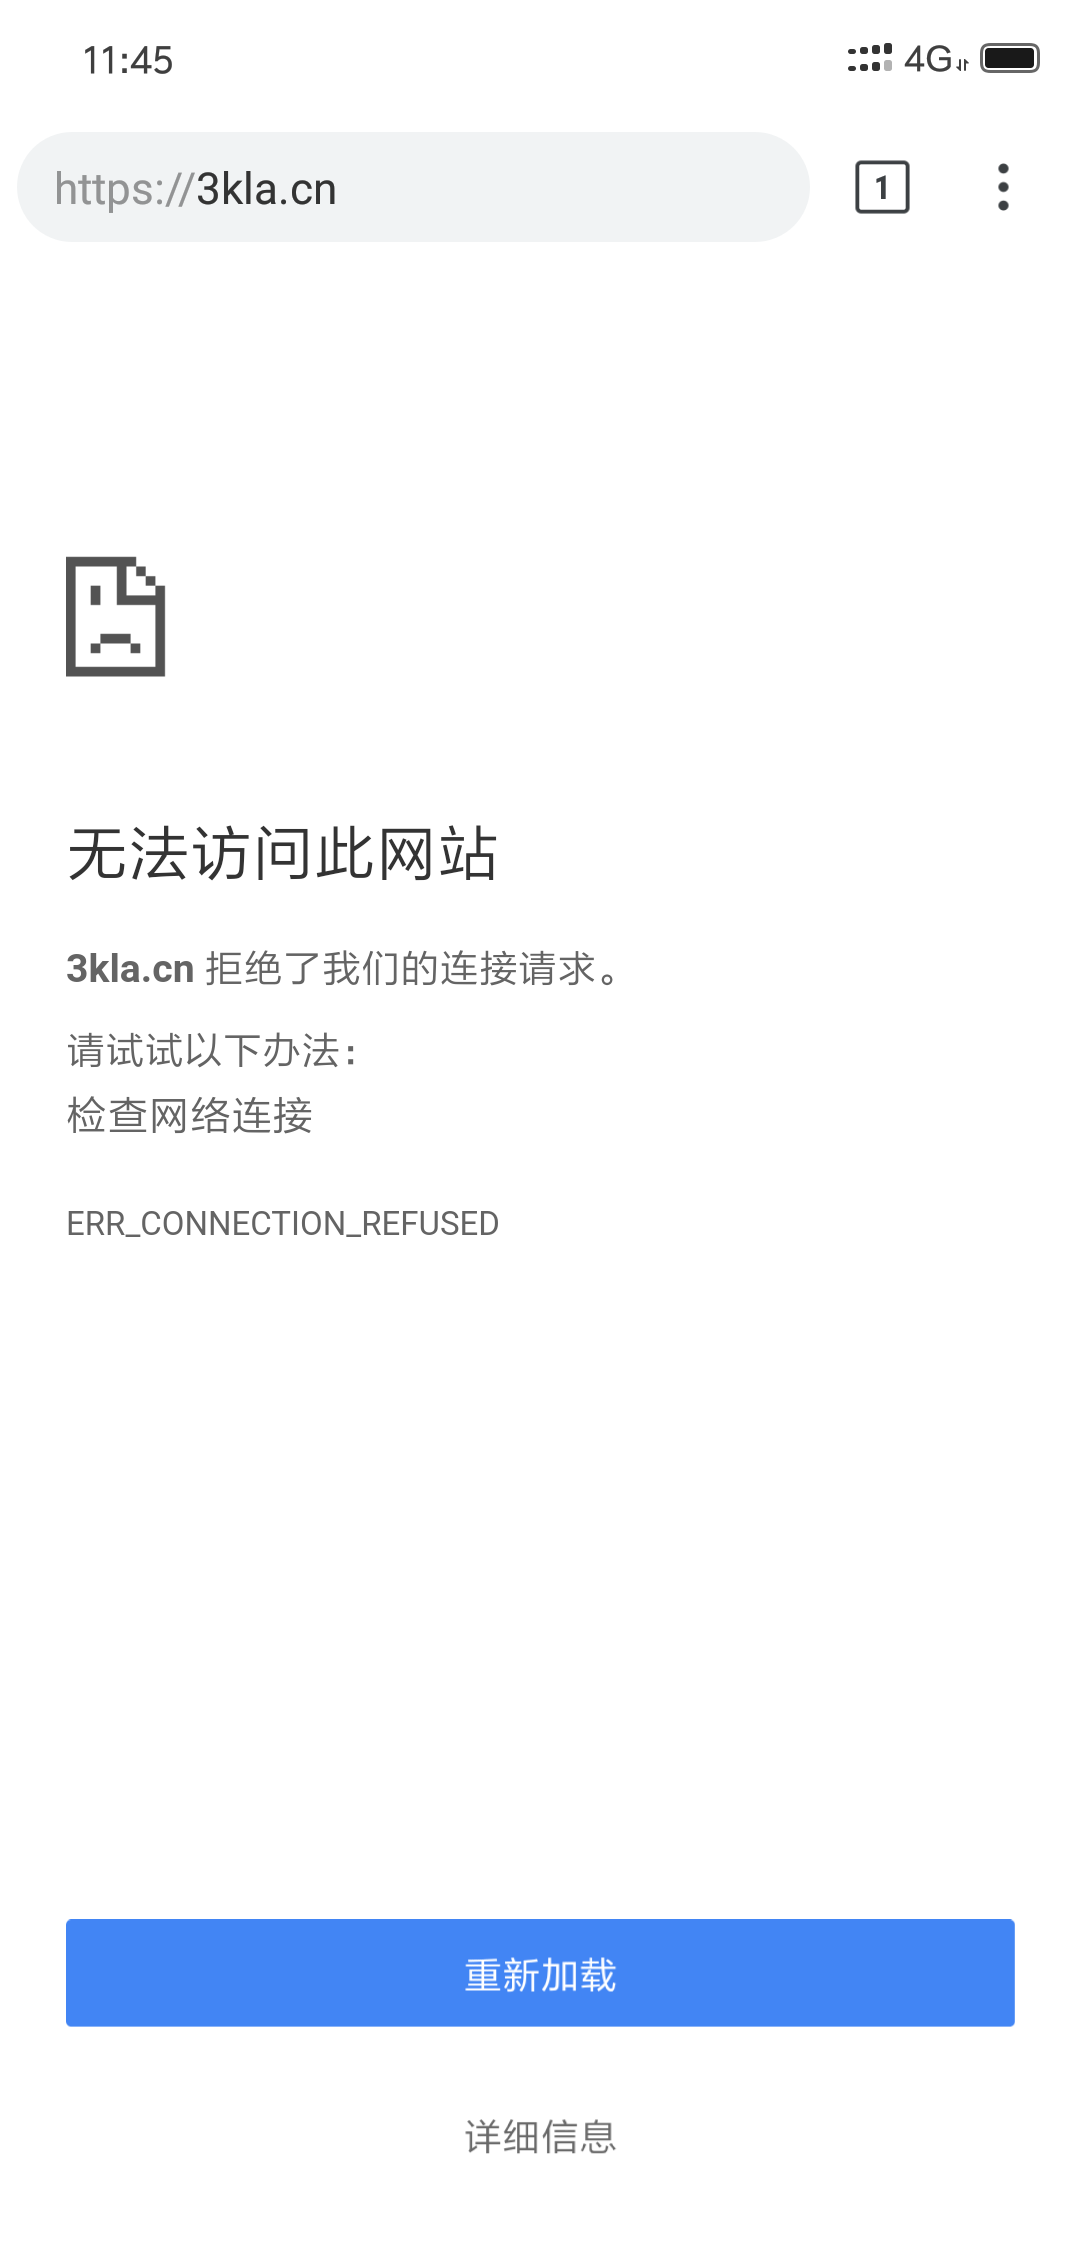 11:45
4G
https://3kla.cn
1
无法访问此网站
3kla.cn 拒绝了我们的连接请求。
请试试以下办法：
检查网络连接
ERR_CONNECTION_REFUSED
重新加载
详细信息